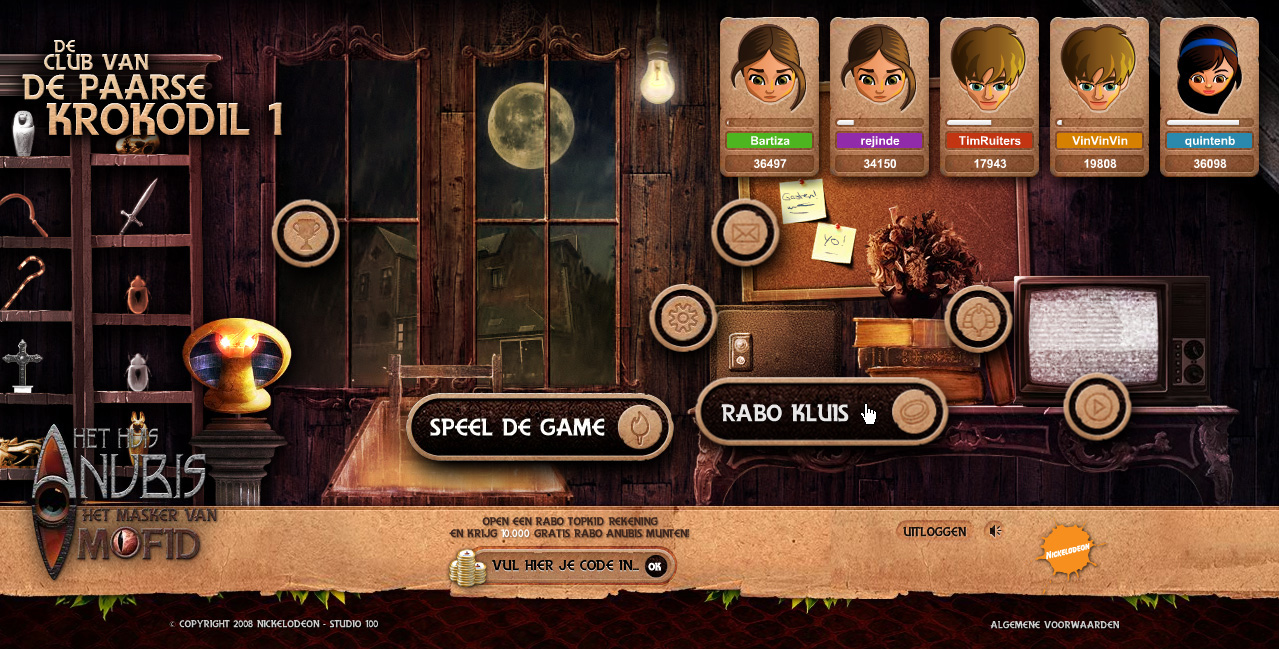 DE
CLUB VAN
DE PAARSE
KROKODIL 1
Bartiza
rejinde
TimRuiters
VinVinVin
quintenb
36497
34150
17943
19808
36098
Gasten!
YO!
RABO KLUIS
SPEEL DE GAME
HET HUIS
ANUBIS
HET MASKER VAN
MOFID
OPEN EEN RABO TOPKID REKENING
EN KRIJG 10.000 GRATIS RABO ANUBIS MUNTEN!
VUL HIER JE CODE IN... OK
UITLOGGEN
NICKELODEON
© COPYRIGHT 2008 NICKELODEON - STUDIO 100
ALGEMENE VOORWAARDEN